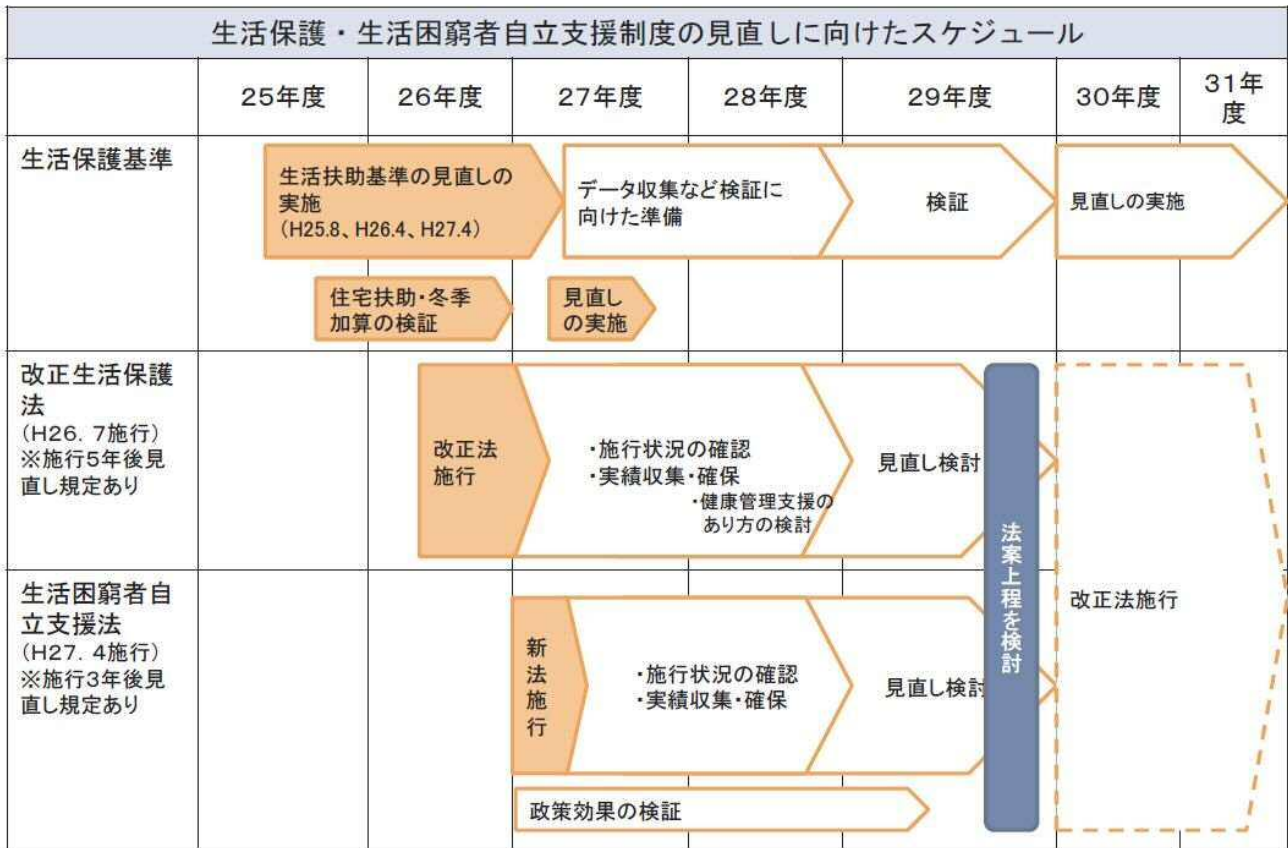 生活保護・生活困窮者自立支援制度の見直しに向けたスケジュール
25年度
26年度
27年度
28年度
29年度
30年度
31年
度
生活保護基準
生活扶助基準の見直しの
実施
(H25.8、H26.4、H27.4)
データ収集など検証に
向けた準備
検証
見直しの実施
住宅扶助・冬季
加算の検証
見直し
の実施
改正生活保護
法
(H26. 7施行)
※施行5年後見
直し規定あり
改正法
施行
・施行状況の確認
・実績収集・確保
・健康管理支援の
あり方の検討
見直し検討
法案上程を検討
改正法施行
生活困窮者自
立支援法
(H27. 4施行)
※施行3年後見
直し規定あり
新法施行
・施行状況の確認
・実績収集・確保
見直し検討
政策効果の検証